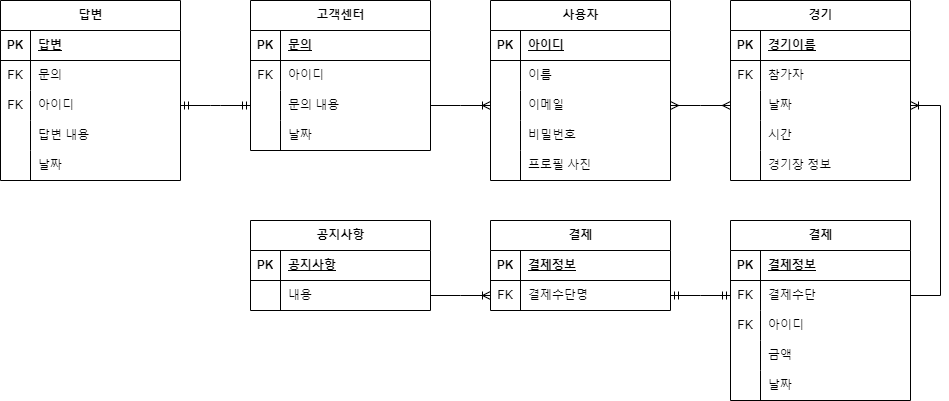 답변
PK 답변
FK 문의
FK 아이디
답변 내용
날짜
고객센터
PK 문의
FK 아이디
문의 내용
날짜
사용자
PK 아이디
이름
이메일
비밀번호
프로필 사진
경기
PK 경기이름
FK 참가자
날짜
시간
경기장 정보
공지사항
PK 공지사항
내용
결제
PK 결제정보
FK 결제수단명
결제
PK 결제정보
FK 결제수단
FK 아이디
금액
날짜